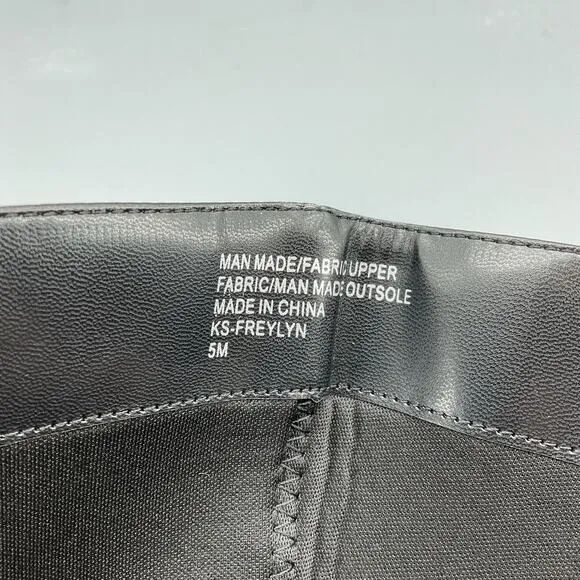 MAN MADE/FABRIC UPPER
FABRIC/MAN MADE OUTSOLE
MADE IN CHINA
KS-FREYLYN
5M